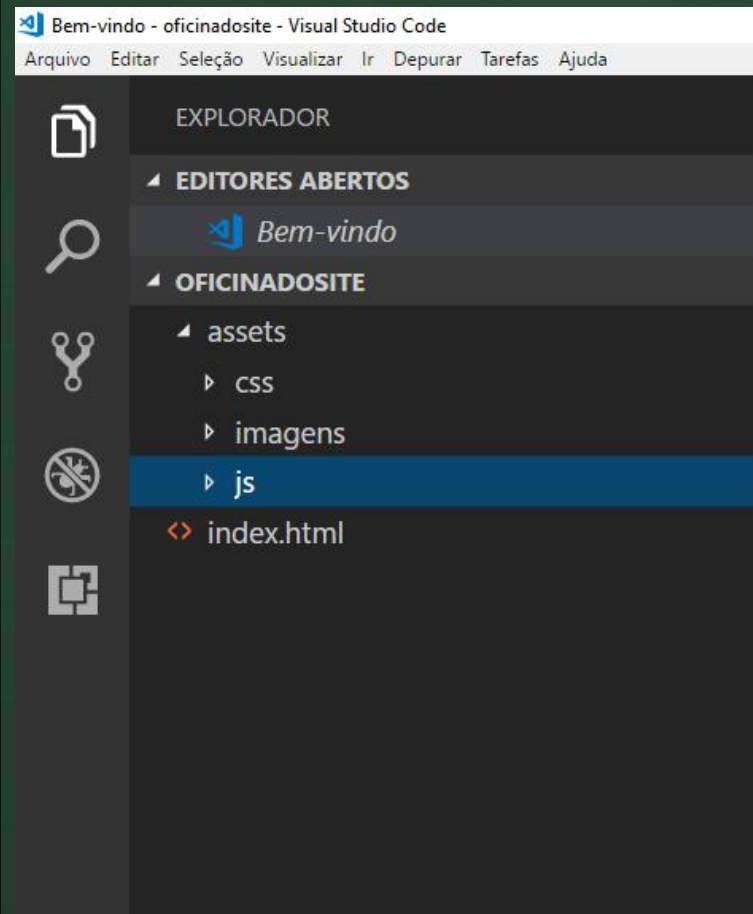 Bem-vindo - oficinadosite - Visual Studio Code
Arquivo Editar Seleção Visualizar Ir Depurar Tarefas Ajuda
EXPLORADOR
EDITORES ABERTOS
Bem-vindo
OFICINADOSITE
assets
css
imagens
js
index.html